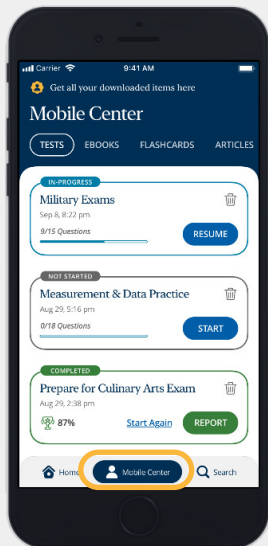 Carrier 9:41 AM
Get all your downloaded items here
Mobile Center
TESTS EBOOKS FLASHCARDS ARTICLES
IN-PROGRESS
Military Exams
Sep 8, 8:22 pm
9/15 Questions RESUME
NOT STARTED
Measurement & Data Practice
Aug 29, 5:16 pm
0/18 Questions START
COMPLETED
Prepare for Culinary Arts Exam
Aug 29, 2:38 pm
87% Start Again REPORT
Home Mobile Center Search